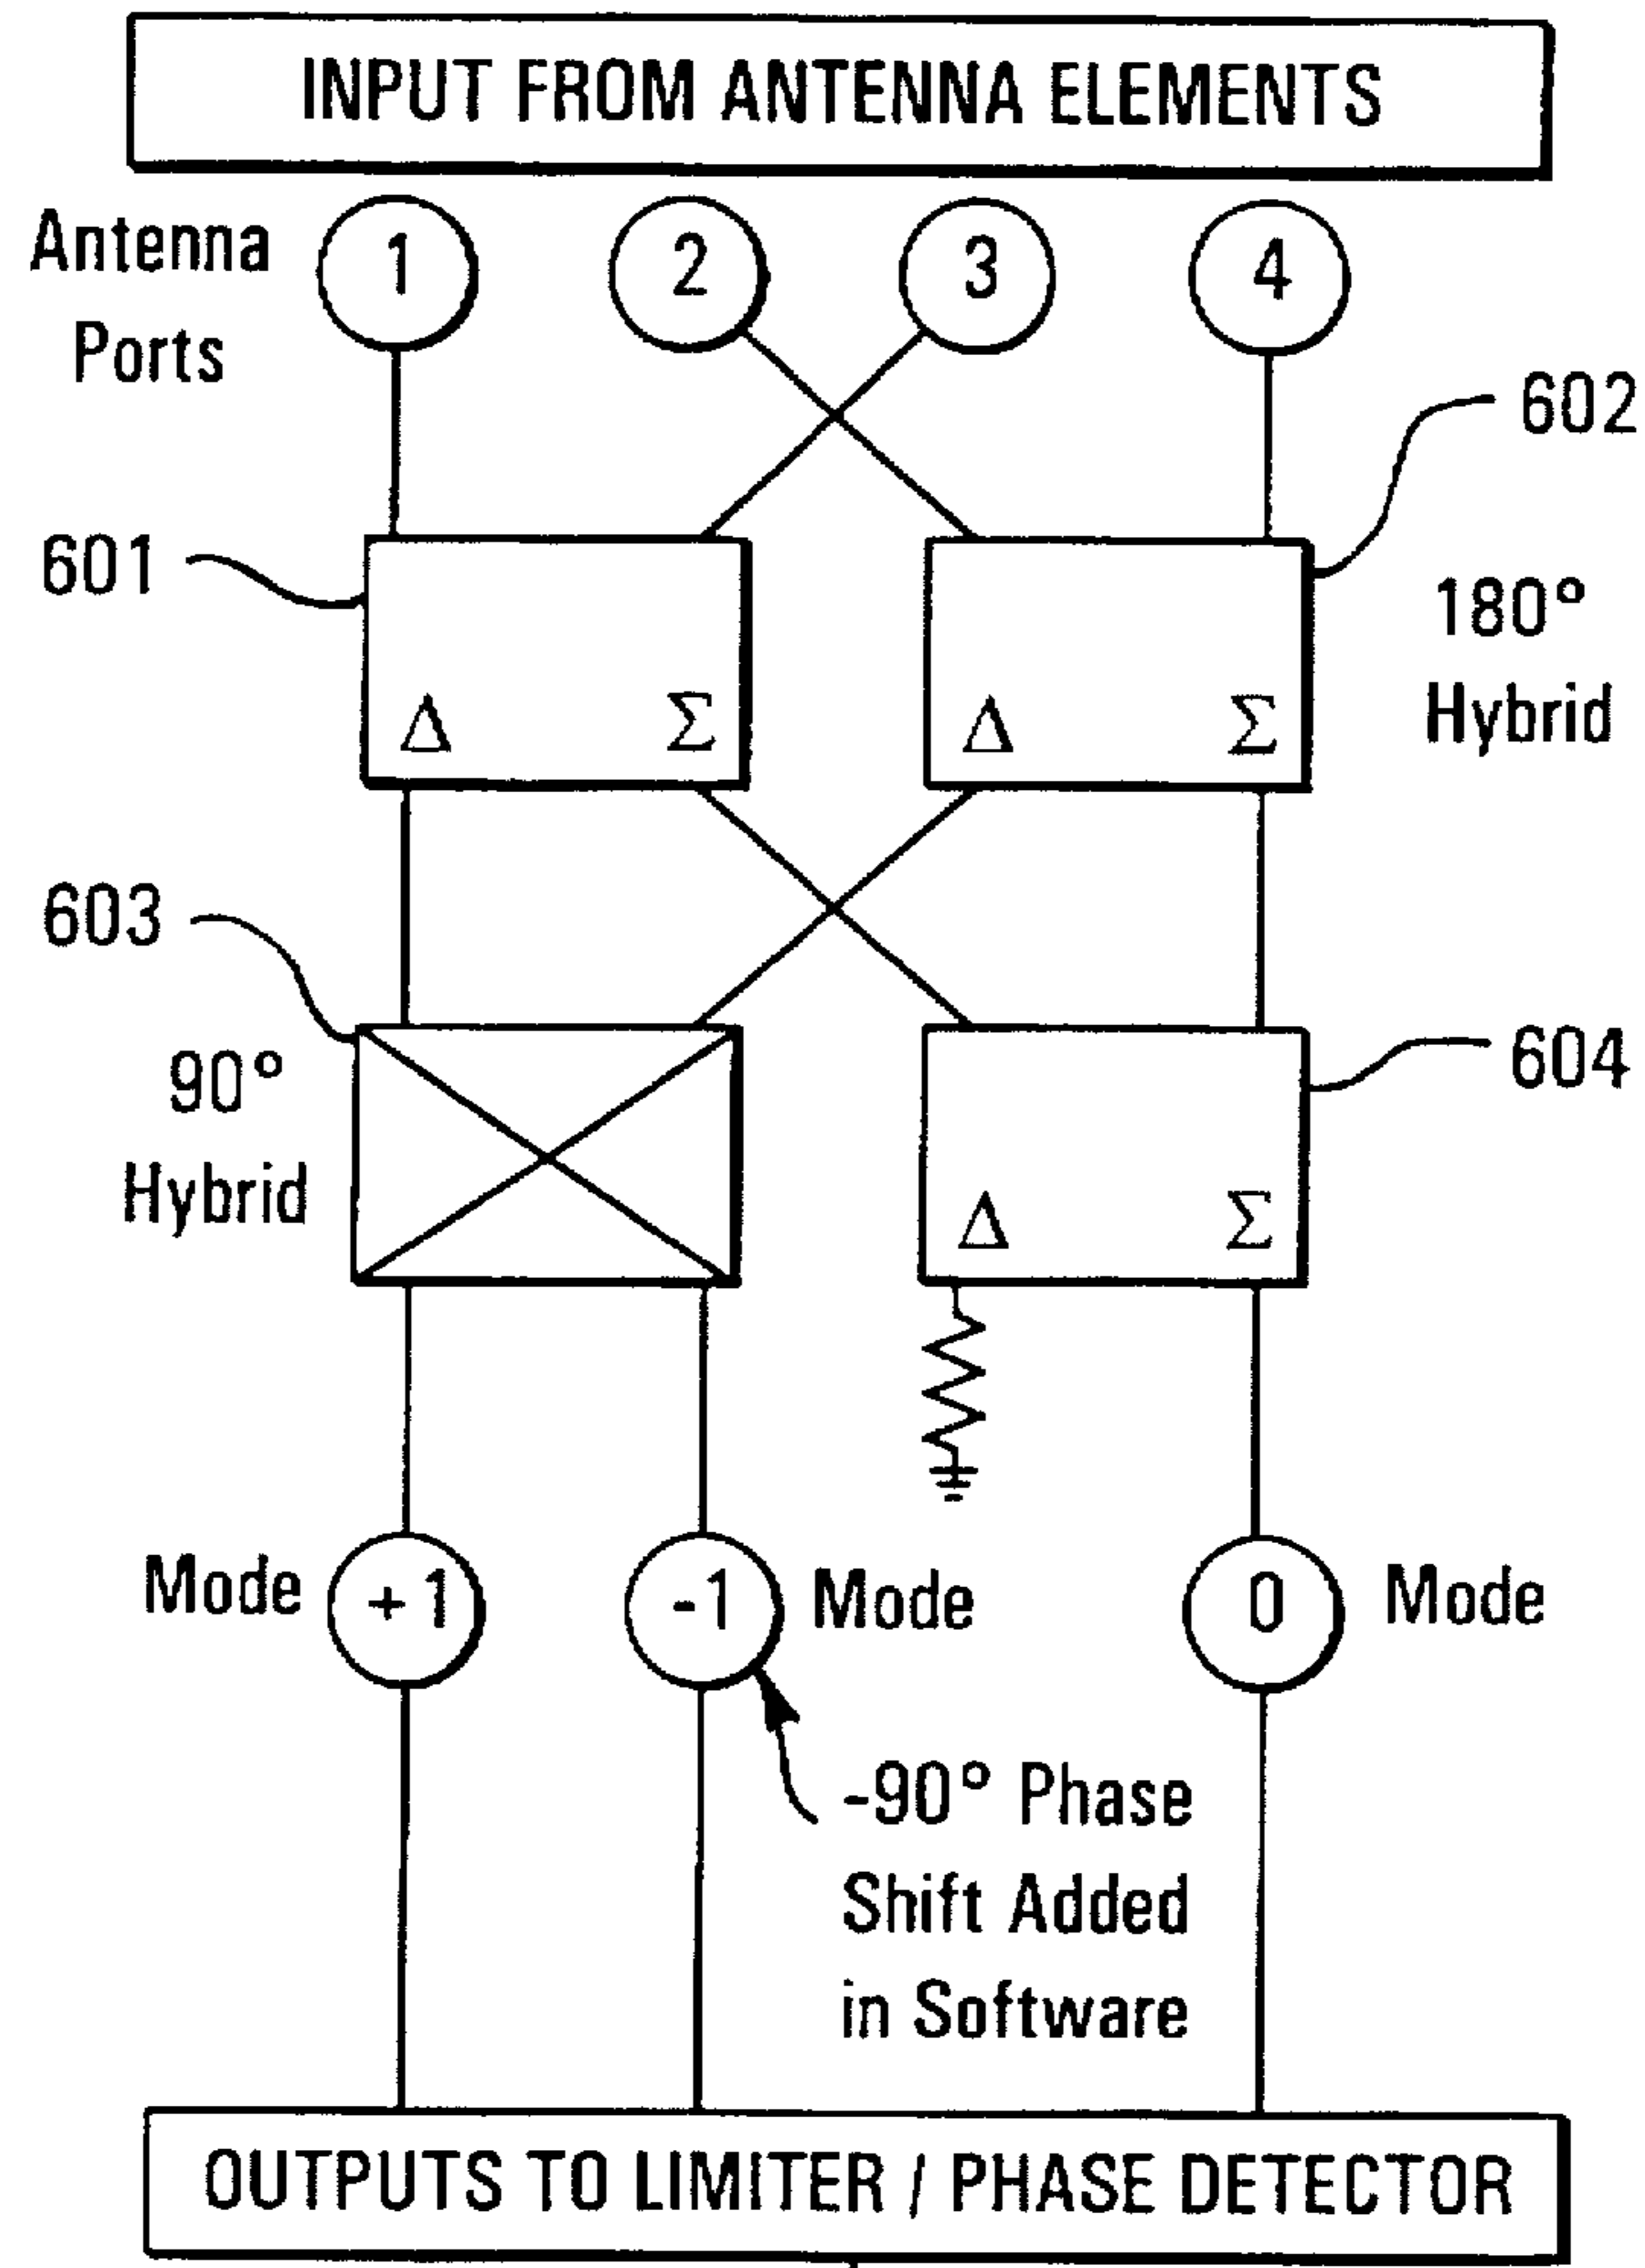 INPUT FROM ANTENNA ELEMENTS
Antenna
Ports
1
2
3
4
602
601
180°
Hybrid
Δ
Σ
Δ
Σ
603
90°
Hybrid
604
Δ
Σ
Mode
+1
-1
Mode
0
Mode
-90° Phase
Shift Added
in Software
OUTPUTS TO LIMITER / PHASE DETECTOR